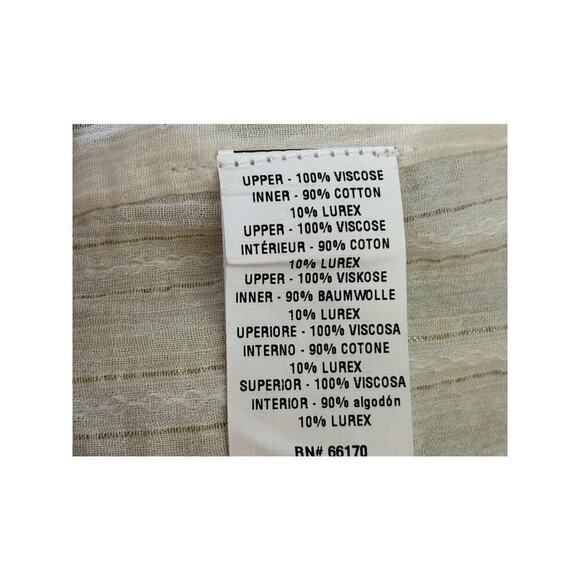 UPPER - 100% VISCOSE
INNER - 90% COTTON
10% LUREX
UPPER - 100% VISCOSE
INTÉRIEUR - 90% COTON
10% LUREX
UPPER - 100% VISKOSE
INNER - 90% BAUMWOLLE
10% LUREX
UPERIORE - 100% VISCOSA
INTERNO - 90% COTONE
10% LUREX
SUPERIOR - 100% VISCOSA
INTERIOR - 90% algodón
10% LUREX
RN# 66170